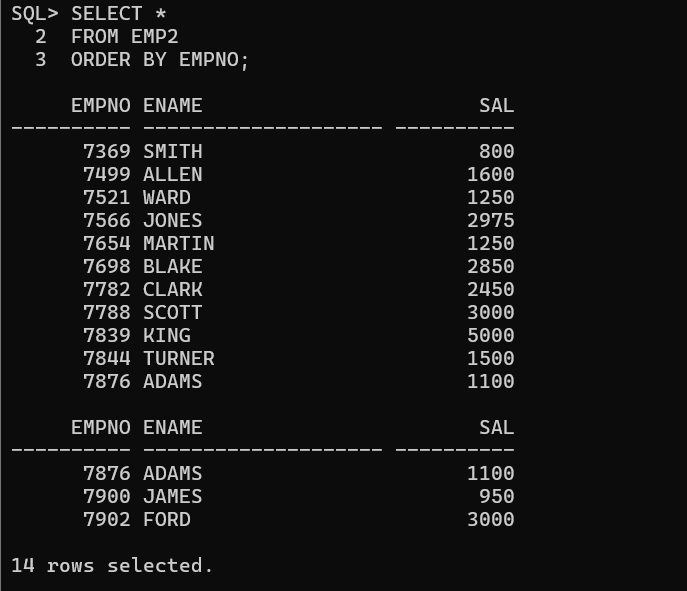 SQL> SELECT *
  2  FROM EMP2
  3  ORDER BY EMPNO;

     EMPNO ENAME                       SAL
---------- -------------------- ----------
      7369 SMITH                       800
      7499 ALLEN                      1600
      7521 WARD                       1250
      7566 JONES                      2975
      7654 MARTIN                     1250
      7698 BLAKE                      2850
      7782 CLARK                      2450
      7788 SCOTT                      3000
      7839 KING                       5000
      7844 TURNER                     1500
      7876 ADAMS                      1100

     EMPNO ENAME                       SAL
---------- -------------------- ----------
      7876 ADAMS                      1100
      7900 JAMES                       950
      7902 FORD                       3000

14 rows selected.